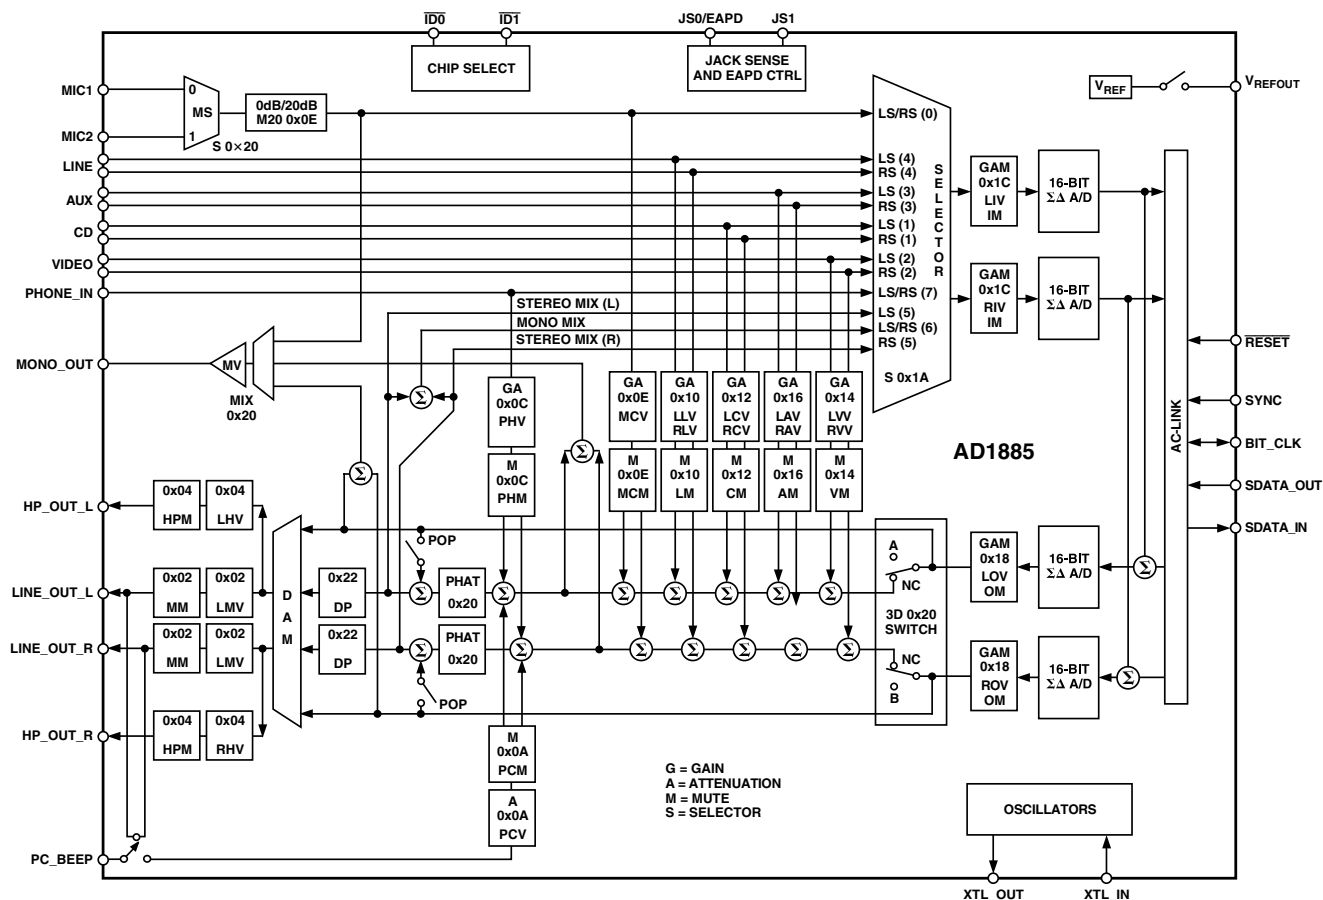 ID0
ID1
JS0/EAPD
JS1
CHIP SELECT
JACK SENSE
AND EAPD CTRL
MIC1
MIC2
LINE
AUX
CD
VIDEO
PHONE_IN
MONO_OUT
HP_OUT_L
LINE_OUT_L
LINE_OUT_R
HP_OUT_R
PC_BEEP
0
MS
1
S 0×20
0dB/20dB
M20 0x0E
LS/RS (0)
LS (4)
RS (4)
LS (3)
RS (3)
LS (1)
RS (1)
LS (2)
RS (2)
LS/RS (7)
LS (5)
LS/RS (6)
RS (5)
SELECTOR
S 0x1A
STEREO MIX (L)
MONO MIX
STEREO MIX (R)
VREF
VREFOUT
GAM
0x1C
LIV
IM
16-BIT
ΣΔ A/D
GAM
0x1C
RIV
IM
16-BIT
ΣΔ A/D
AC-LINK
RESET
SYNC
BIT_CLK
SDATA_OUT
SDATA_IN
MV
MIX
0x20
Σ
Σ
Σ
GA
0x0C
PHV
M
0x0C
PHM
GA
0x0E
MCV
GA
0x10
LLV
RLV
GA
0x12
LCV
RCV
GA
0x16
LAV
RAV
GA
0x14
LVV
RVV
M
0x0E
MCM
M
0x10
LM
M
0x12
CM
M
0x16
AM
M
0x14
VM
AD1885
0x04
HPM
0x04
LHV
0x02
MM
0x02
LMV
0x02
MM
0x02
LMV
0x04
HPM
0x04
RHV
DAM
0x22
DP
0x22
DP
POP
POP
Σ
PHAT
0x20
Σ
Σ
Σ
Σ
Σ
Σ
Σ
PHAT
0x20
Σ
Σ
Σ
Σ
Σ
Σ
Σ
A
NC
3D 0x20
SWITCH
NC
B
GAM
0x18
LOV
OM
16-BIT
ΣΔ A/D
Σ
GAM
0x18
ROV
OM
16-BIT
ΣΔ A/D
Σ
M
0x0A
PCM
A
0x0A
PCV
G = GAIN
A = ATTENUATION
M = MUTE
S = SELECTOR
OSCILLATORS
XTL_OUT
XTL_IN